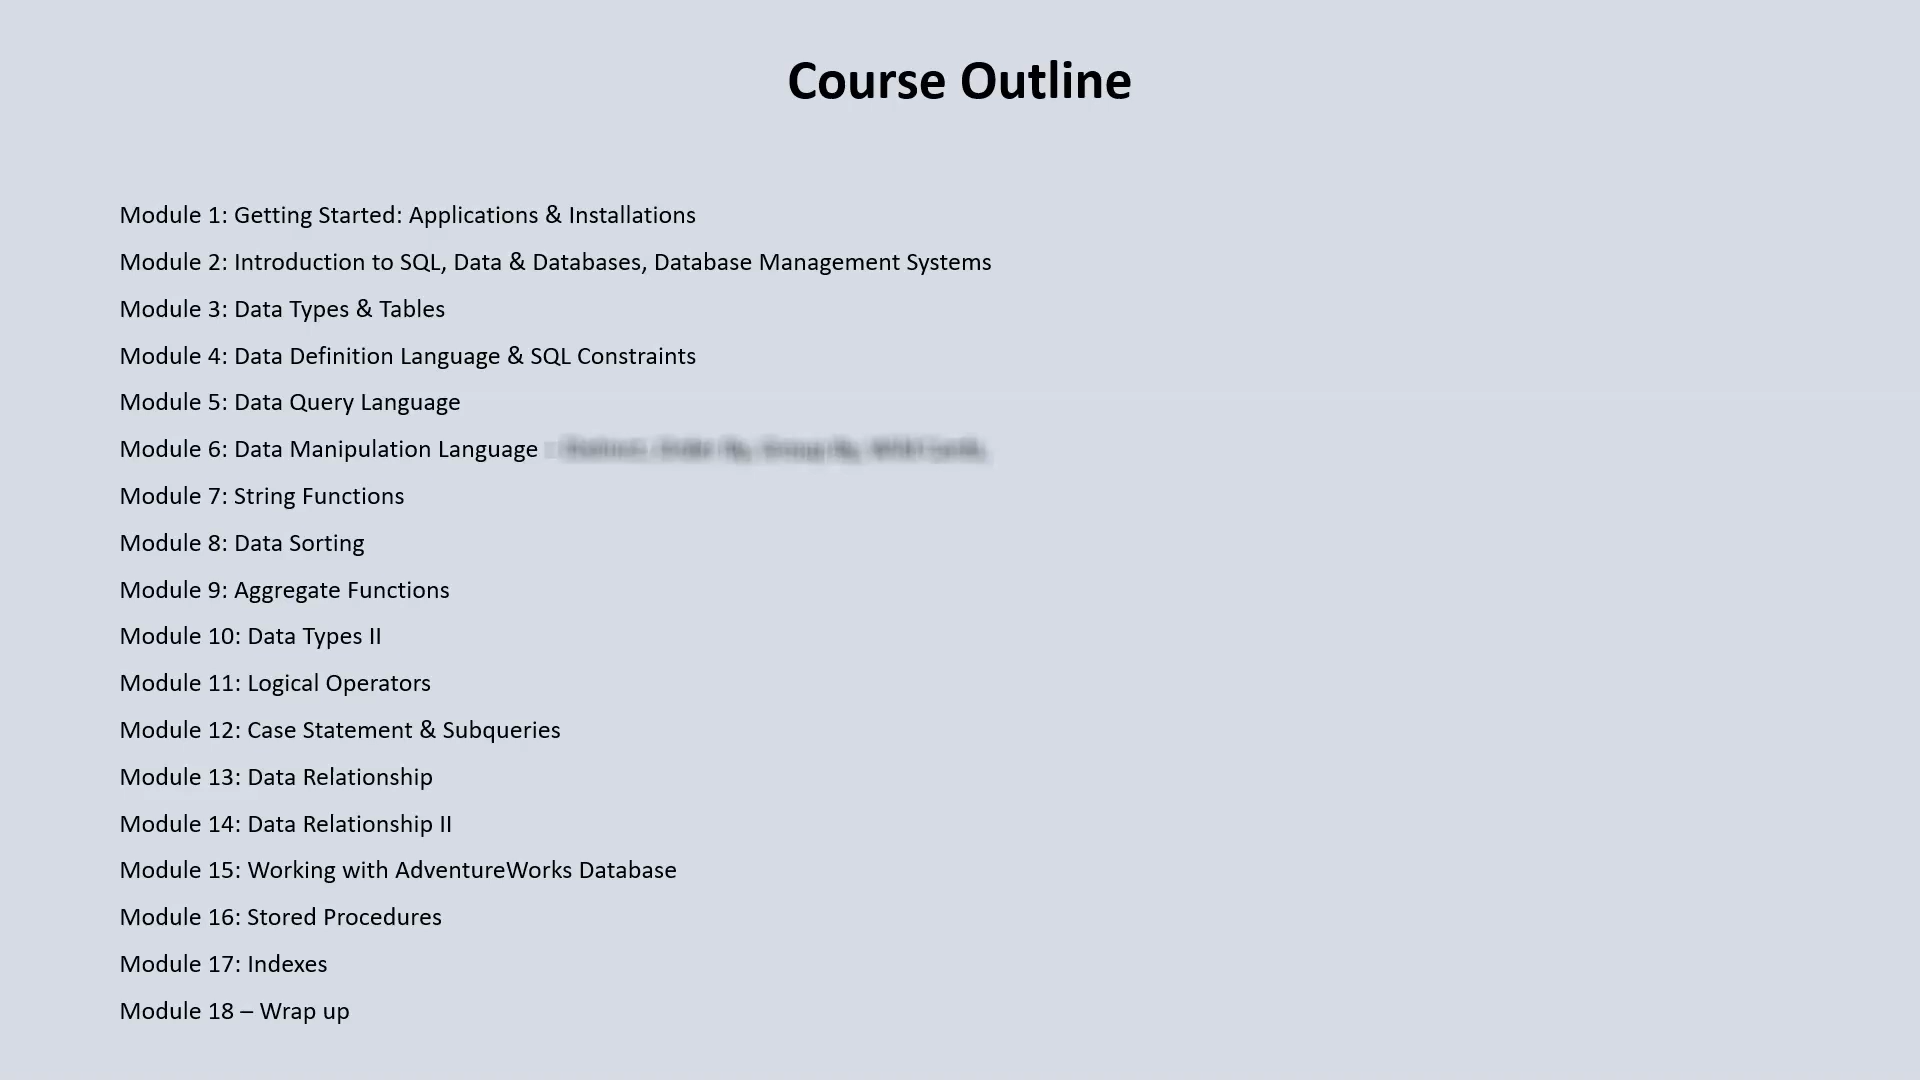 Course Outline
Module 1: Getting Started: Applications & Installations
Module 2: Introduction to SQL, Data & Databases, Database Management Systems
Module 3: Data Types & Tables
Module 4: Data Definition Language & SQL Constraints
Module 5: Data Query Language
Module 6: Data Manipulation Language
Module 7: String Functions
Module 8: Data Sorting
Module 9: Aggregate Functions
Module 10: Data Types II
Module 11: Logical Operators
Module 12: Case Statement & Subqueries
Module 13: Data Relationship
Module 14: Data Relationship II
Module 15: Working with AdventureWorks Database
Module 16: Stored Procedures
Module 17: Indexes
Module 18 – Wrap up